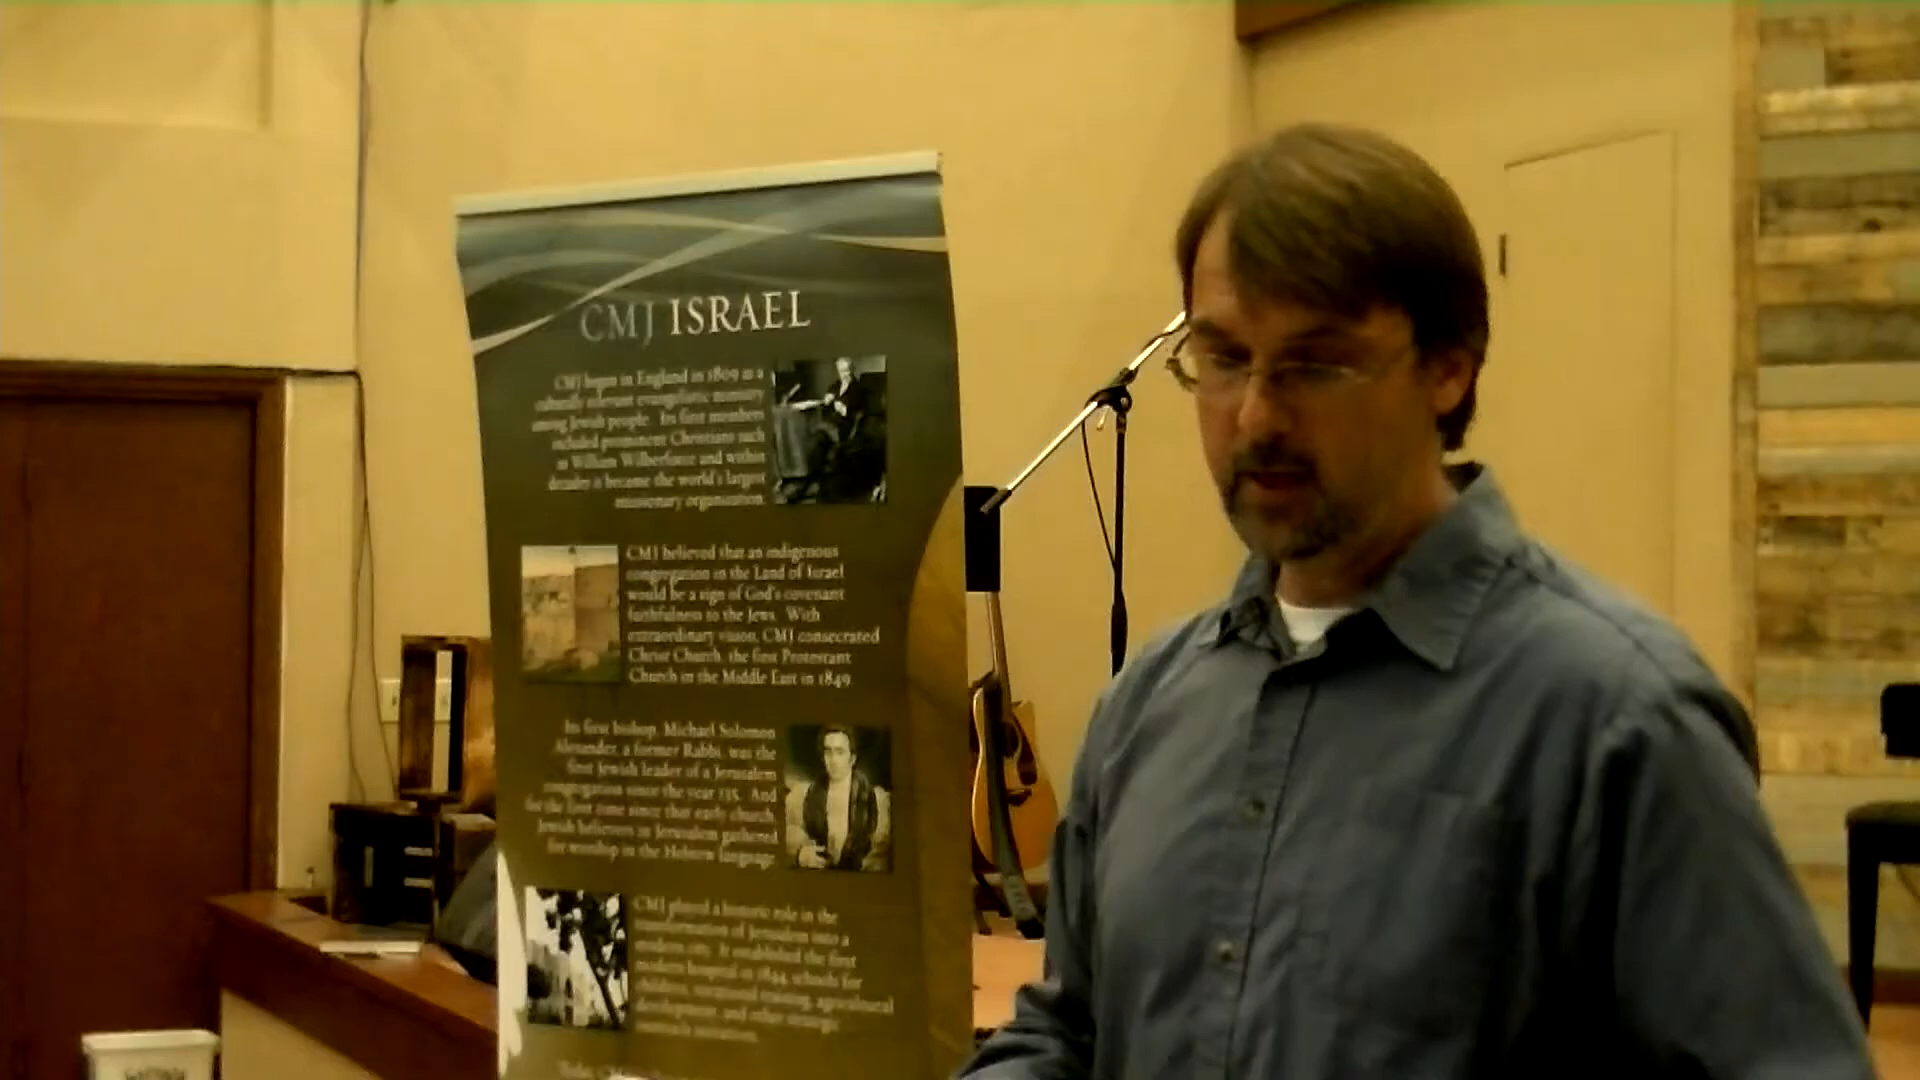 CMJ ISRAEL
CMJ began in England in 1809 as a
culturally relevant evangelistic ministry
among Jewish people. Its first members
included prominent Christians such
as William Wilberforce and within
decades it became the world's largest
missionary organization.
CMJ believed that an indigenous
congregation in the Land of Israel
would be a sign of God's covenant
faithfulness to the Jews. With
extraordinary vision, CMJ consecrated
Christ Church, the first Protestant
Church in the Middle East in 1849
Its first bishop, Michael Solomon
Alexander, a former Rabbi, was the
first Jewish leader of a Jerusalem
congregation since the year 135. And
for the first time since that early church,
Jewish believers in Jerusalem gathered
for worship in the Hebrew language.
CMJ played a historic role in the
transformation of Jerusalem into a
modern city. It established the first
modern hospital in 1844, schools for
children, vocational training, agricultural
development, and other strategic
outreach initiatives.